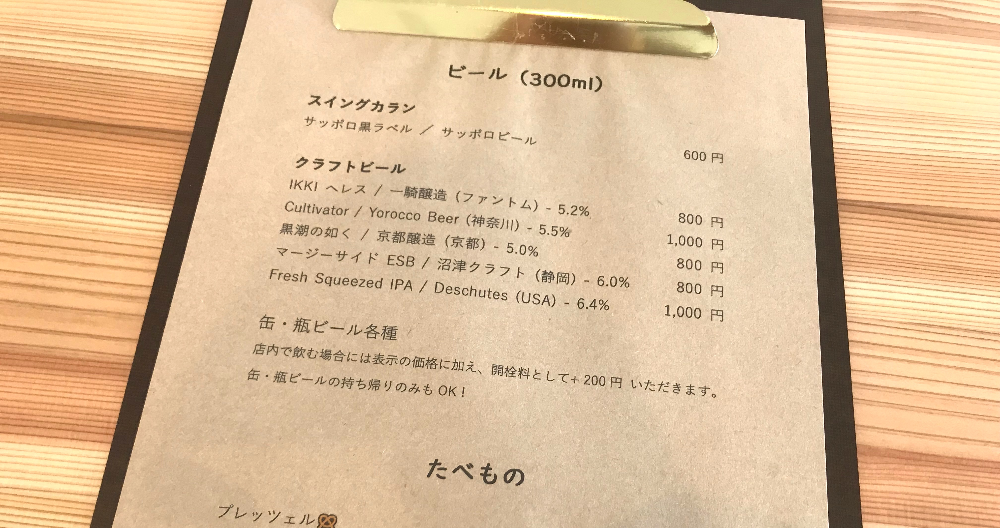 ビール（300ml）
スイングカラン
サッポロ黒ラベル ／ サッポロビール 600 円
クラフトビール
IKKI ヘレス / 一騎醸造（ファントム）- 5.2% 800 円
Cultivator / Yorocco Beer (神奈川) - 5.5% 1,000 円
黒潮の如く / 京都醸造（京都）- 5.0% 800 円
マージーサイド ESB / 沼津クラフト（静岡）- 6.0% 800 円
Fresh Squeezed IPA / Deschutes (USA) - 6.4% 1,000 円
缶・瓶ビール各種
店内で飲む場合には表示の価格に加え、開栓料として+ 200 円 いただきます。
缶・瓶ビールの持ち帰りのみも OK！
たべもの
プレッツェル🥨